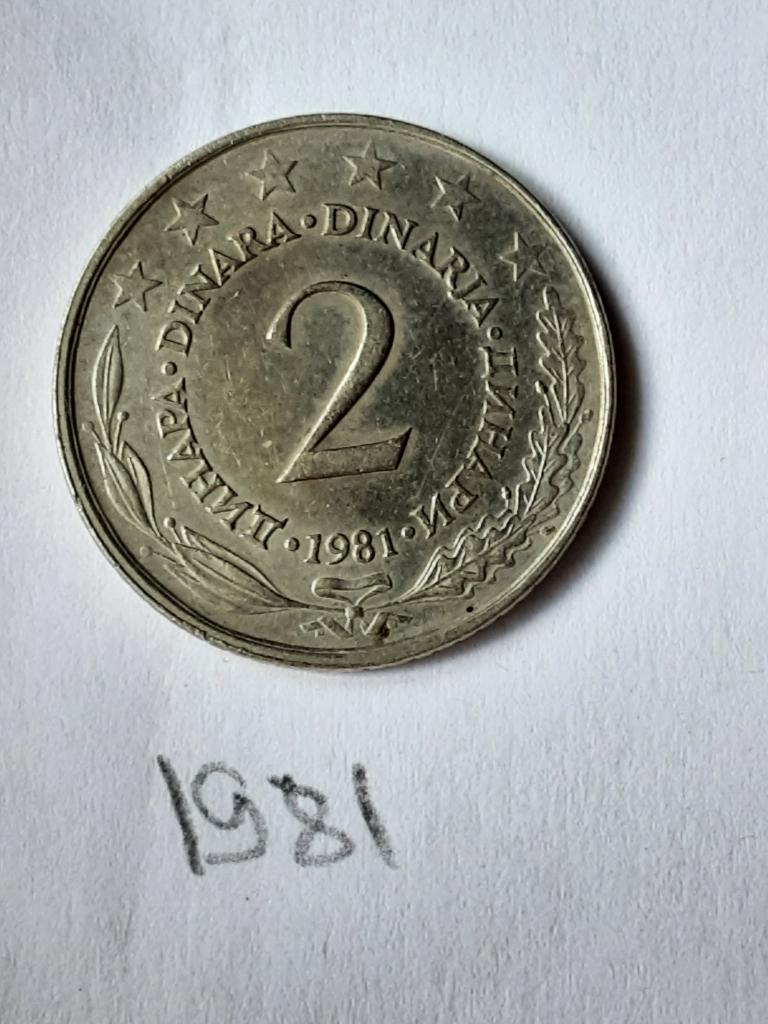 ДИНАРА · DINARA · DINARJA · ДИНАРИ
2
· 1981 ·
1981